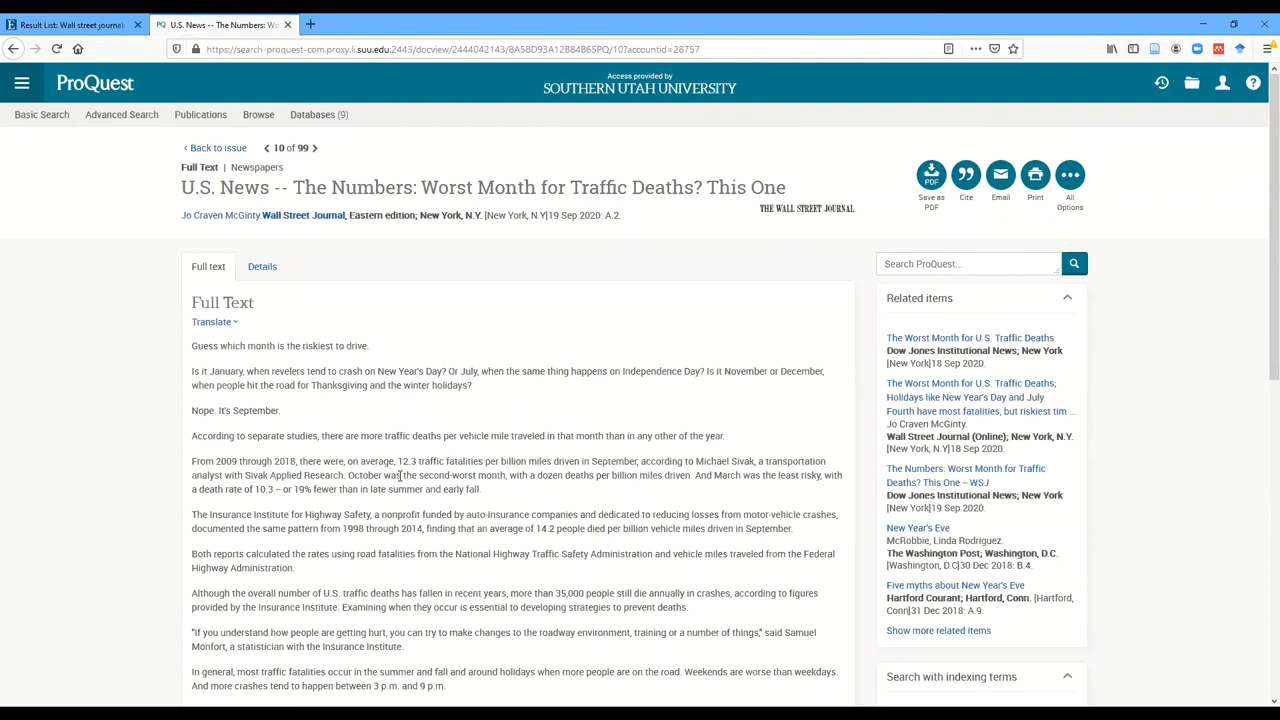 Result List: Wall street journal
U.S. News -- The Numbers: Wo
https://search-proquest-com.proxy.li.suu.edu:2443/docview/2444042143/8A58D93A12B84B65PQ/10?accountid=28757
ProQuest
Access provided by
SOUTHERN UTAH UNIVERSITY
Basic Search
Advanced Search
Publications
Browse
Databases (9)
‹ Back to issue
10 of 99
Full Text | Newspapers
U.S. News -- The Numbers: Worst Month for Traffic Deaths? This One
Jo Craven McGinty.Wall Street Journal, Eastern edition; New York, N.Y. [New York, N.Y]19 Sep 2020: A.2.
THE WALL STREET JOURNAL.
PDF
Save as
PDF
Cite
Email
Print
All
Options
Full text
Details
Full Text
Translate
Guess which month is the riskiest to drive.
Is it January, when revelers tend to crash on New Year's Day? Or July, when the same thing happens on Independence Day? Is it November or December,
when people hit the road for Thanksgiving and the winter holidays?
Nope. It's September.
According to separate studies, there are more traffic deaths per vehicle mile traveled in that month than in any other of the year.
From 2009 through 2018, there were, on average, 12.3 traffic fatalities per billion miles driven in September, according to Michael Sivak, a transportation
analyst with Sivak Applied Research. October was the second-worst month, with a dozen deaths per billion miles driven. And March was the least risky, with
a death rate of 10.3 -- or 19% fewer than in late summer and early fall.
The Insurance Institute for Highway Safety, a nonprofit funded by auto-insurance companies and dedicated to reducing losses from motor-vehicle crashes,
documented the same pattern from 1998 through 2014, finding that an average of 14.2 people died per billion vehicle miles driven in September.
Both reports calculated the rates using road fatalities from the National Highway Traffic Safety Administration and vehicle miles traveled from the Federal
Highway Administration.
Although the overall number of U.S. traffic deaths has fallen in recent years, more than 35,000 people still die annually in crashes, according to figures
provided by the Insurance Institute. Examining when they occur is essential to developing strategies to prevent deaths.
"If you understand how people are getting hurt, you can try to make changes to the roadway environment, training or a number of things," said Samuel
Monfort, a statistician with the Insurance Institute.
In general, most traffic fatalities occur in the summer and fall and around holidays when more people are on the road. Weekends are worse than weekdays.
And more crashes tend to happen between 3 p.m. and 9 p.m.
Search ProQuest...
Related items
The Worst Month for U.S. Traffic Deaths
Dow Jones Institutional News; New York
[New York]18 Sep 2020.
The Worst Month for U.S. Traffic Deaths;
Holidays like New Year's Day and July
Fourth have most fatalities, but riskiest tim ...
Jo Craven McGinty.
Wall Street Journal (Online); New York, N.Y.
[New York, N.Y]18 Sep 2020.
The Numbers: Worst Month for Traffic
Deaths? This One -- WSJ
Dow Jones Institutional News; New York
[New York]19 Sep 2020.
New Year's Eve
McRobbie, Linda Rodriguez.
The Washington Post; Washington, D.C.
[Washington, D.C]30 Dec 2018: B.4.
Five myths about New Year's Eve
Hartford Courant; Hartford, Conn. [Hartford,
Conn]31 Dec 2018: A.9.
Show more related items
Search with indexing terms